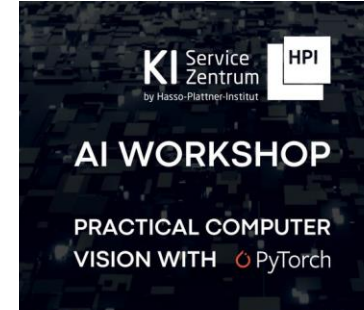 KI Service Zentrum
by Hasso-Plattner-Institut
HPI
AI WORKSHOP
PRACTICAL COMPUTER
VISION WITH PyTorch